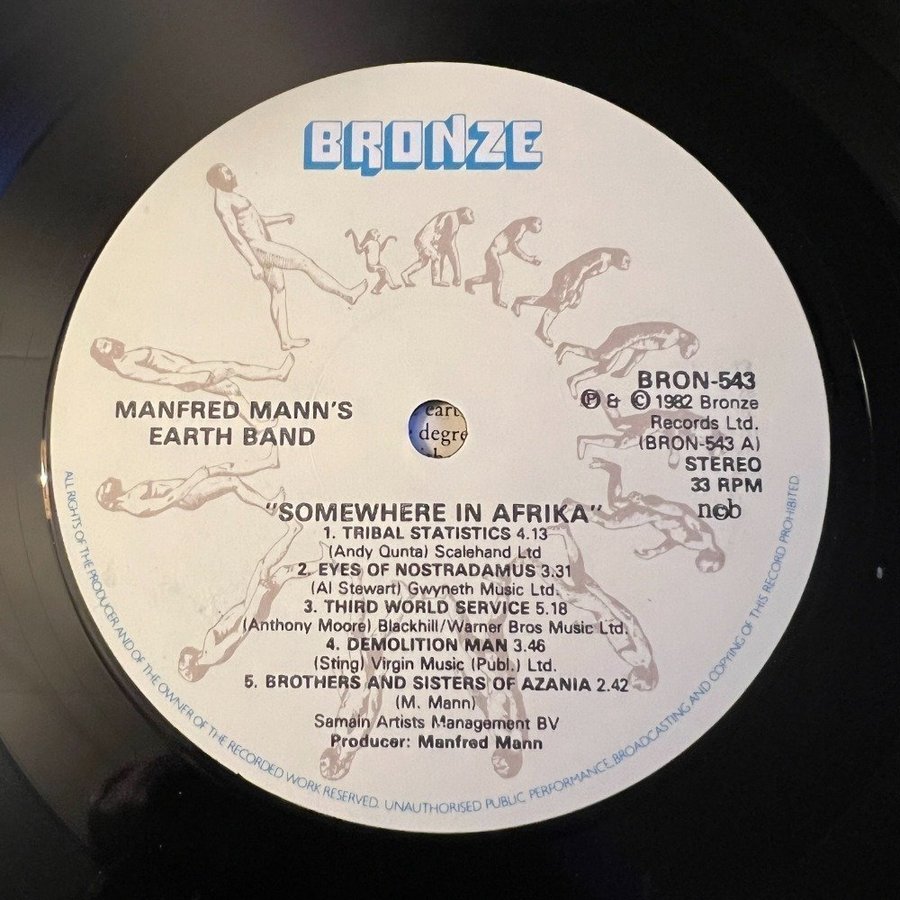 BRONZE
MANFRED MANN'S
EARTH BAND
BRON-543
Ⓟ & © 1982 Bronze
Records Ltd.
(BRON-543 A)
STEREO
33 RPM
ncb
earth
degre
"SOMEWHERE IN AFRIKA"
1. TRIBAL STATISTICS 4.13
(Andy Qunta) Scalehand Ltd
2. EYES OF NOSTRADAMUS 3.31
(Al Stewart) Gwyneth Music Ltd.
3. THIRD WORLD SERVICE 5.18
(Anthony Moore) Blackhill/Warner Bros Music Ltd.
4. DEMOLITION MAN 3.46
(Sting) Virgin Music (Publ.) Ltd.
5. BROTHERS AND SISTERS OF AZANIA 2.42
(M. Mann)
Samain Artists Management BV
Producer: Manfred Mann
ALL RIGHTS OF THE PRODUCER AND OF THE OWNER OF THE RECORDED WORK RESERVED. UNAUTHORISED PUBLIC PERFORMANCE, BROADCASTING AND COPYING OF THIS RECORD PROHIBITED